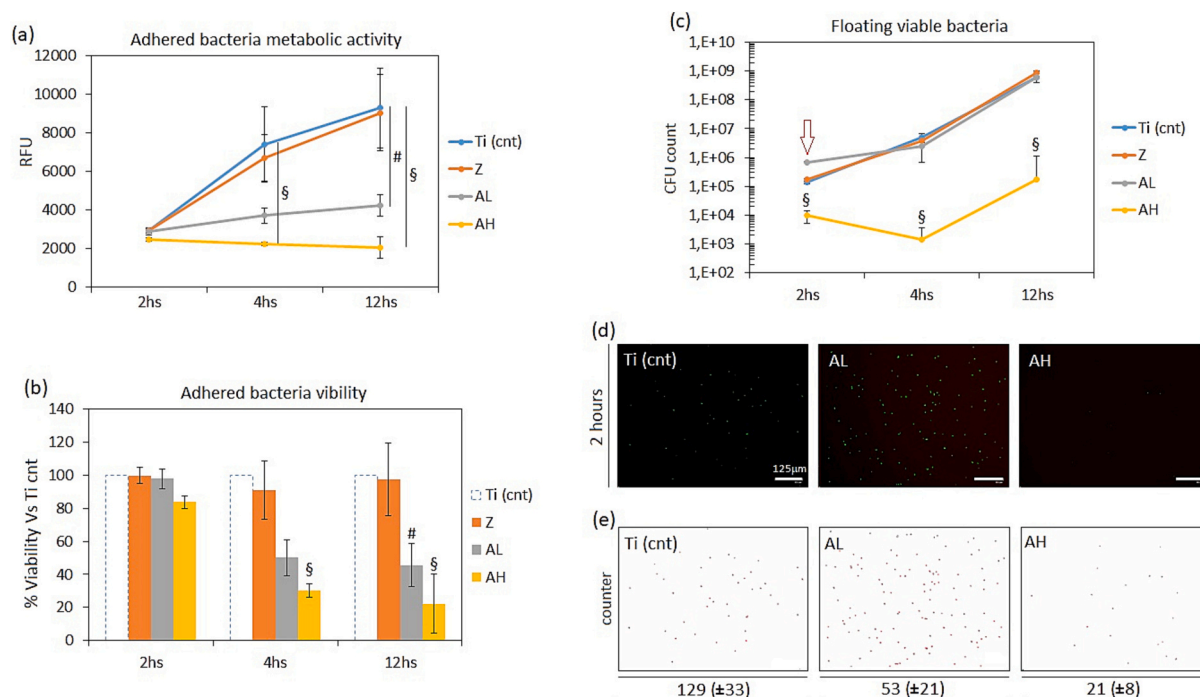 (a)
Adhered bacteria metabolic activity
12000
10000
8000
6000
4000
2000
0
RFU
2hs
4hs
12hs
§
#
§
Ti (cnt)
Z
AL
AH
(b)
Adhered bacteria vibility
140
120
100
80
60
40
20
0
% Viability Vs Ti cnt
2hs
4hs
12hs
§
#
§
Ti (cnt)
Z
AL
AH
(c)
Floating viable bacteria
1,E+10
1,E+09
1,E+08
1,E+07
1,E+06
1,E+05
1,E+04
1,E+03
1,E+02
CFU count
2hs
4hs
12hs
§
§
§
Ti (cnt)
Z
AL
AH
(d)
2 hours
Ti (cnt)
125µm
AL
AH
(e)
counter
Ti (cnt)
AL
AH
129 (±33)
53 (±21)
21 (±8)